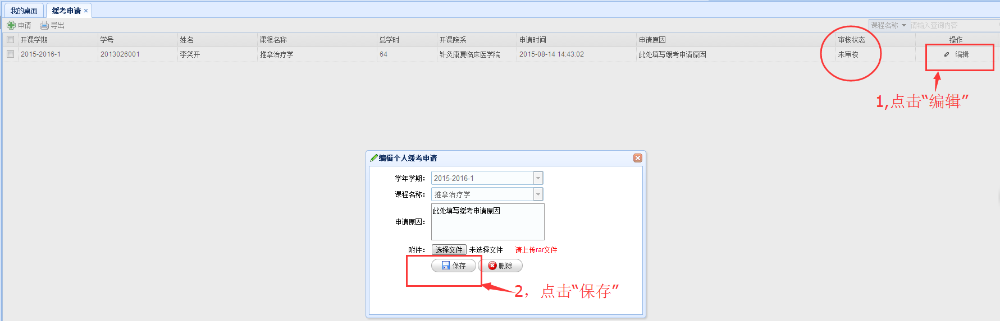 我的桌面 缓考申请 ×
申请 导出 课程名称 请输入查询内容
开课学期 学号 姓名 课程名称 总学时 开课院系 申请时间 申请原因 审核状态 操作
2015-2016-1 2013026001 李笑开 推拿治疗学 64 针灸康复临床医学院 2015-08-14 14:43:02 此处填写缓考申请原因 未审核 编辑
1,点击“编辑”
编辑个人缓考申请
学年学期： 2015-2016-1
课程名称： 推拿治疗学
申请原因： 此处填写缓考申请原因
附件： 选择文件 未选择文件 请上传rar文件
保存 删除
2，点击“保存”